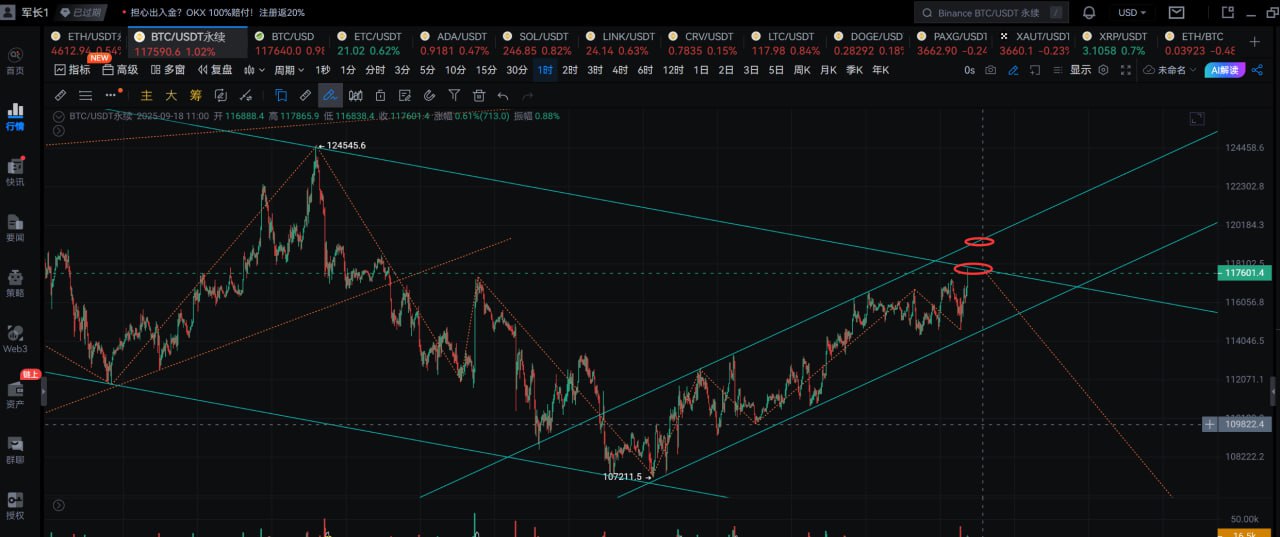 军长1 已过期 • 担心出入金？OKX 100%赔付！注册返20% Binance BTC/USDT 永续 / USD
ETH/USDT永 BTC/USDT永续 BTC/USD ETC/USDT ADA/USDT SOL/USDT LINK/USDT CRV/USDT LTC/USDT DOGE/USD PAXG/USD XAUT/USD1 XRP/USDT ETH/BTC
4612.94 0.54% 117590.6 1.02% 117640.0 0.98 21.02 0.62% 0.9181 0.47% 246.85 0.82% 24.14 0.63% 0.7835 0.15% 117.98 0.84% 0.28292 0.18% 3662.90 -0.24 3660.1 -0.23% 3.1058 0.7% 0.03923 -0.48
NEW
首页 指标 高级 多窗 复盘 周期 1秒 1分 分时 3分 5分 10分 15分 30分 1时 2时 3时 4时 6时 12时 1日 2日 3日 5日 周K 月K 季K 年K 0s 显示 未命名 AI解读
主 大 筹
行情
BTC/USDT永续 2025-09-18 11:00 开 116888.4 高 117865.9 低 116838.4 收 117601.4 涨幅 0.61%(713.0) 振幅 0.88%
快讯
要闻
策略
Web3
链上
资产
群聊
授权
124545.6
107211.5
124458.6
122302.8
120184.3
118102.5
117601.4
116056.8
114046.5
112071.1
109822.4
108222.2
50.00k
16.5k